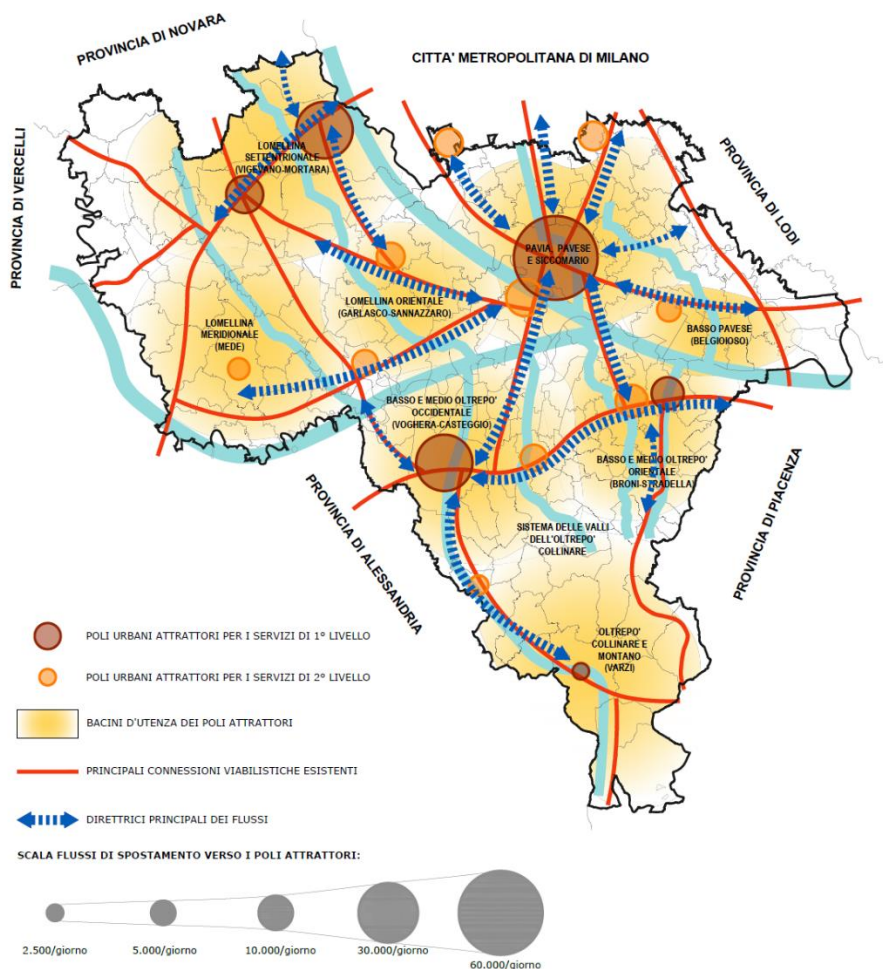 PROVINCIA DI NOVARA
CITTA' METROPOLITANA DI MILANO
PROVINCIA DI VERCELLI
PROVINCIA DI LODI
LOMELLINA
SETTENTRIONALE
(VIGEVANO-MORTARA)
PAVIA, PAVESE
E SICCOMARIO
LOMELLINA ORIENTALE
(GARLASCO-SANNAZZARO)
LOMELLINA
MERIDIONALE
(MEDE)
BASSO PAVESE
(BELGIOIOSO)
BASSO E MEDIO OLTREPO'
OCCIDENTALE
(VOGHERA-CASTEGGIO)
BASSO E MEDIO OLTREPO'
ORIENTALE
(BRONI-STRADELLA)
PROVINCIA DI ALESSANDRIA
PROVINCIA DI PIACENZA
SISTEMA DELLE VALLI
DELL'OLTREPO'
COLLINARE
OLTREPO'
COLLINARE E
MONTANO
(VARZI)
POLI URBANI ATTRATTORI PER I SERVIZI DI 1° LIVELLO
POLI URBANI ATTRATTORI PER I SERVIZI DI 2° LIVELLO
BACINI D'UTENZA DEI POLI ATTRATTORI
PRINCIPALI CONNESSIONI VIABILISTICHE ESISTENTI
DIRETTRICI PRINCIPALI DEI FLUSSI
SCALA FLUSSI DI SPOSTAMENTO VERSO I POLI ATTRATTORI:
2.500/giorno
5.000/giorno
10.000/giorno
30.000/giorno
60.000/giorno